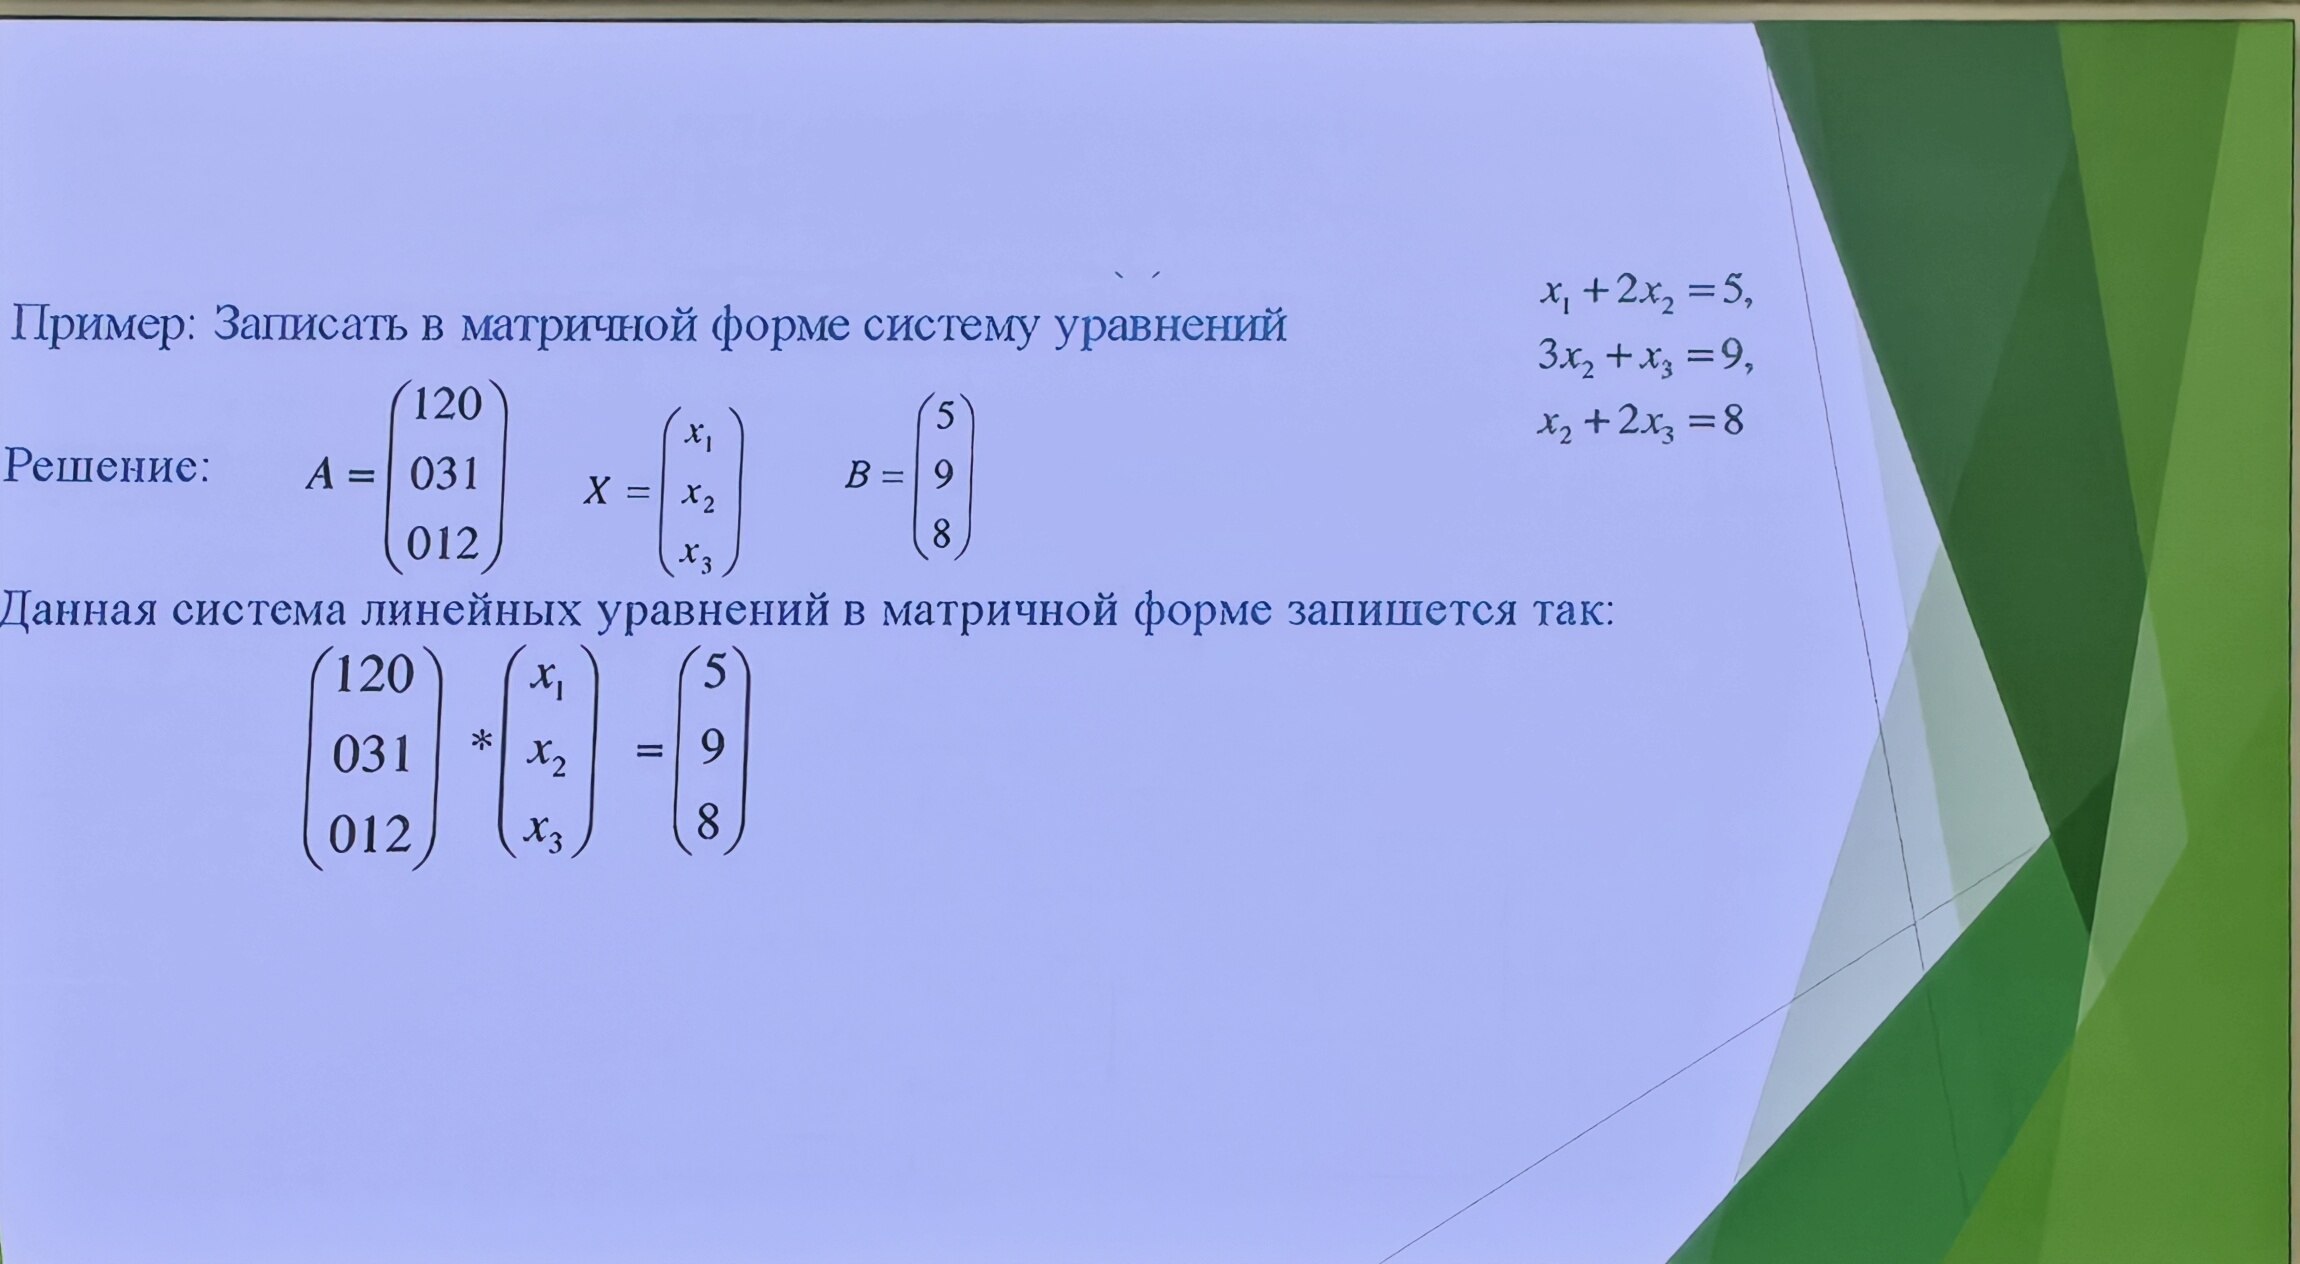 Пример: Записать в матричной форме систему уравнений
x₁ + 2x₂ = 5,
3x₂ + x₃ = 9,
x₂ + 2x₃ = 8
Решение: A = (120 031 012) X = (x₁ x₂ x₃) B = (5 9 8)
Данная система линейных уравнений в матричной форме запишется так:
(120 031 012) * (x₁ x₂ x₃) = (5 9 8)